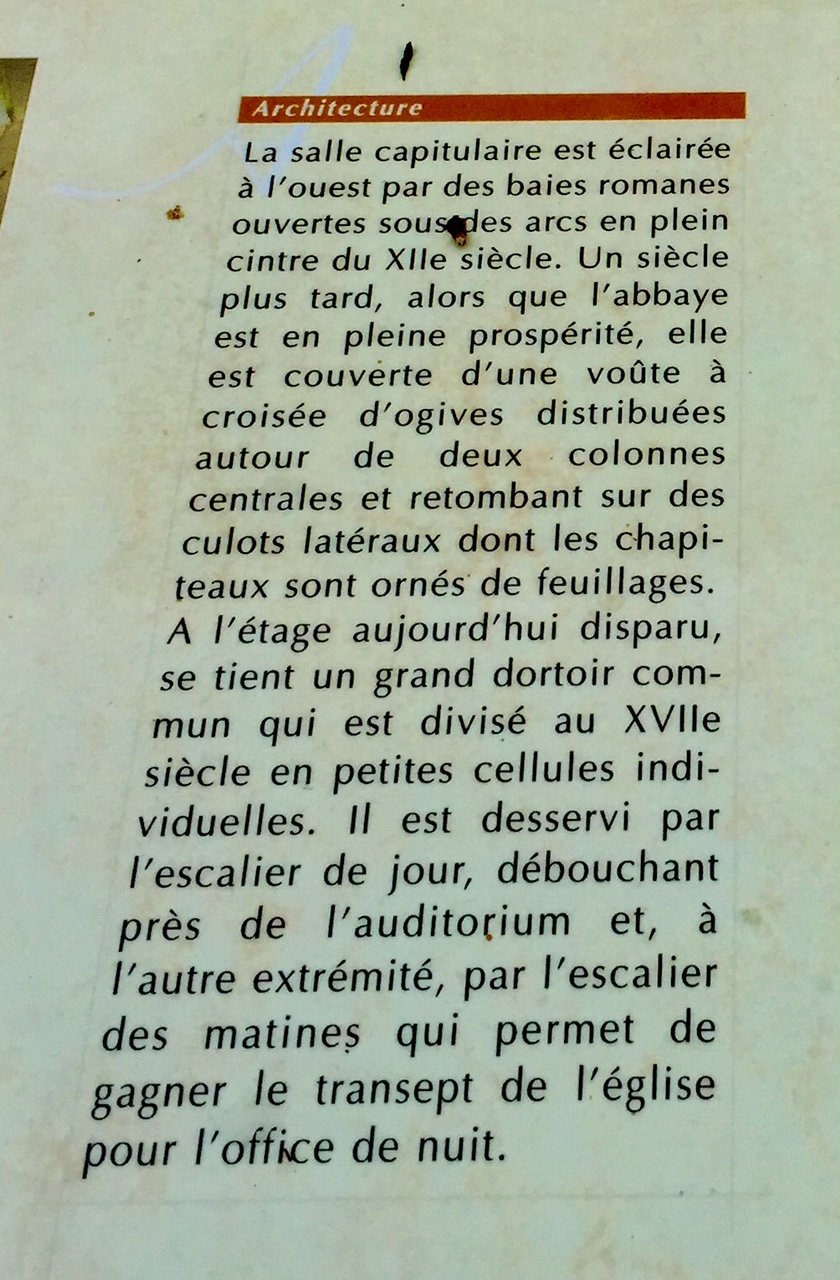 Architecture
La salle capitulaire est éclairée
à l'ouest par des baies romanes
ouvertes sous des arcs en plein
cintre du XIIe siècle. Un siècle
plus tard, alors que l'abbaye
est en pleine prospérité, elle
est couverte d'une voûte à
croisée d'ogives distribuées
autour de deux colonnes
centrales et retombant sur des
culots latéraux dont les chapi-
teaux sont ornés de feuillages.
A l'étage aujourd'hui disparu,
se tient un grand dortoir com-
mun qui est divisé au XVIIe
siècle en petites cellules indi-
viduelles. Il est desservi par
l'escalier de jour, débouchant
près de l'auditorium et, à
l'autre extrémité, par l'escalier
des matines qui permet de
gagner le transept de l'église
pour l'office de nuit.